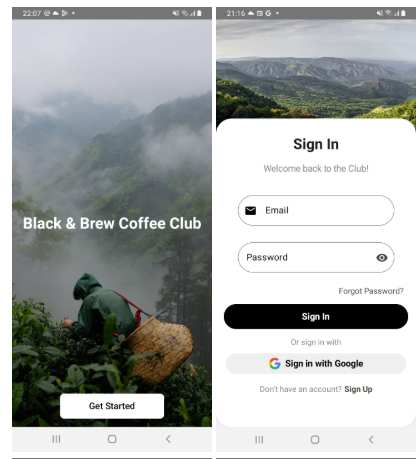 22:07
Black & Brew Coffee Club
Get Started
21:16
Sign In
Welcome back to the Club!
Email
Password
Forgot Password?
Sign In
Or sign in with
Sign in with Google
Don't have an account? Sign Up